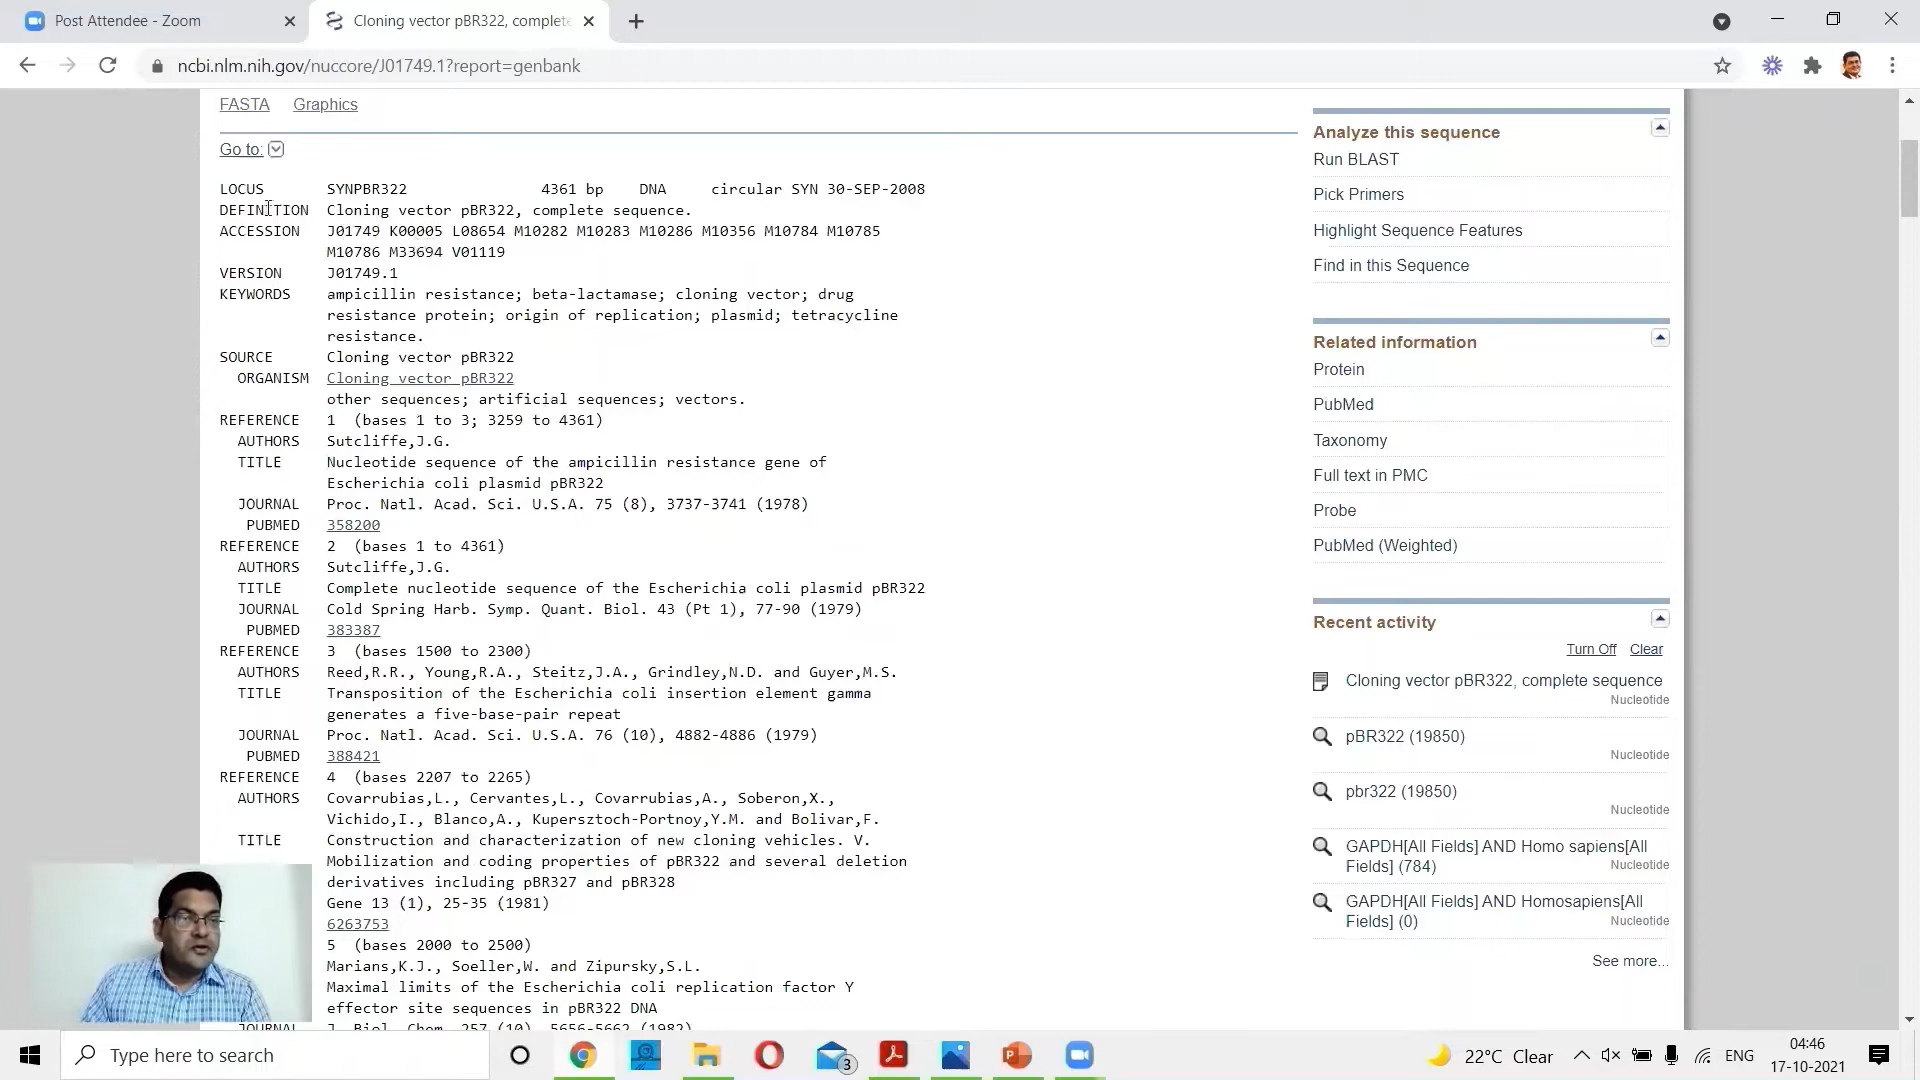 Post Attendee - Zoom
Cloning vector pBR322, complete
ncbi.nlm.nih.gov/nuccore/J01749.1?report=genbank
FASTA Graphics
Go to:
LOCUS SYNPBR322 4361 bp DNA circular SYN 30-SEP-2008
DEFINITION Cloning vector pBR322, complete sequence.
ACCESSION J01749 K00005 L08654 M10282 M10283 M10286 M10356 M10784 M10785
M10786 M33694 V01119
VERSION J01749.1
KEYWORDS ampicillin resistance; beta-lactamase; cloning vector; drug
resistance protein; origin of replication; plasmid; tetracycline
resistance.
SOURCE Cloning vector pBR322
ORGANISM Cloning vector pBR322
other sequences; artificial sequences; vectors.
REFERENCE 1 (bases 1 to 3; 3259 to 4361)
AUTHORS Sutcliffe,J.G.
TITLE Nucleotide sequence of the ampicillin resistance gene of
Escherichia coli plasmid pBR322
JOURNAL Proc. Natl. Acad. Sci. U.S.A. 75 (8), 3737-3741 (1978)
PUBMED 358200
REFERENCE 2 (bases 1 to 4361)
AUTHORS Sutcliffe,J.G.
TITLE Complete nucleotide sequence of the Escherichia coli plasmid pBR322
JOURNAL Cold Spring Harb. Symp. Quant. Biol. 43 (Pt 1), 77-90 (1979)
PUBMED 383387
REFERENCE 3 (bases 1500 to 2300)
AUTHORS Reed,R.R., Young,R.A., Steitz,J.A., Grindley,N.D. and Guyer,M.S.
TITLE Transposition of the Escherichia coli insertion element gamma
generates a five-base-pair repeat
JOURNAL Proc. Natl. Acad. Sci. U.S.A. 76 (10), 4882-4886 (1979)
PUBMED 388421
REFERENCE 4 (bases 2207 to 2265)
AUTHORS Covarrubias,L., Cervantes,L., Covarrubias,A., Soberon,X.,
Vichido,I., Blanco,A., Kupersztoch-Portnoy,Y.M. and Bolivar,F.
TITLE Construction and characterization of new cloning vehicles. V.
Mobilization and coding properties of pBR322 and several deletion
derivatives including pBR327 and pBR328
Gene 13 (1), 25-35 (1981)
6263753
5 (bases 2000 to 2500)
Marians,K.J., Soeller,W. and Zipursky,S.L.
Maximal limits of the Escherichia coli replication factor Y
effector site sequences in pBR322 DNA
JOURNAL J. Biol. Chem. 257 (10), 5656-5662 (1982)
Analyze this sequence
Run BLAST
Pick Primers
Highlight Sequence Features
Find in this Sequence
Related information
Protein
PubMed
Taxonomy
Full text in PMC
Probe
PubMed (Weighted)
Recent activity
Turn Off Clear
Cloning vector pBR322, complete sequence
Nucleotide
pBR322 (19850)
Nucleotide
pbr322 (19850)
Nucleotide
GAPDH[All Fields] AND Homo sapiens[All
Fields] (784) Nucleotide
GAPDH[All Fields] AND Homosapiens[All
Fields] (0) Nucleotide
See more...
Type here to search
3
22°C Clear
ENG
04:46
17-10-2021